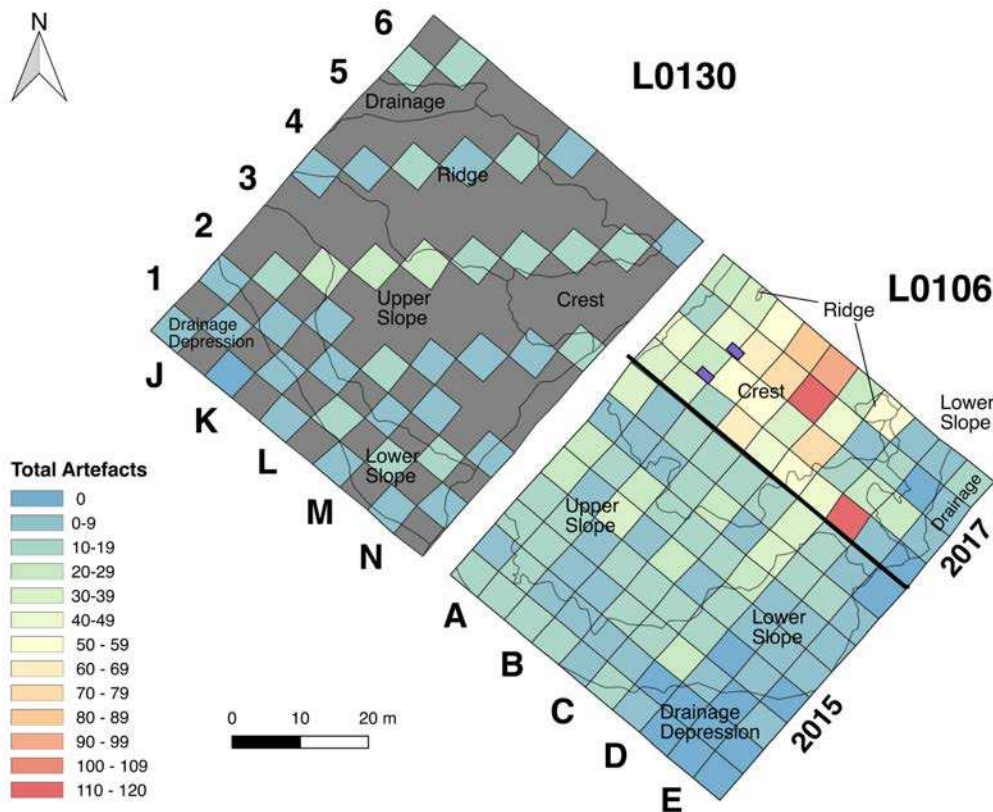 N
6
5
4
3
2
1
J
K
L
M
N
L0130
Drainage
Ridge
Upper
Slope
Crest
Drainage
Depression
Lower
Slope
L0106
Ridge
Crest
Lower
Slope
Drainage
2017
Upper
Slope
Lower
Slope
2015
Drainage
Depression
A
B
C
D
E
Total Artefacts
0
0-9
10-19
20-29
30-39
40-49
50 - 59
60 - 69
70 - 79
80 - 89
90 - 99
100 - 109
110 - 120
0 10 20 m